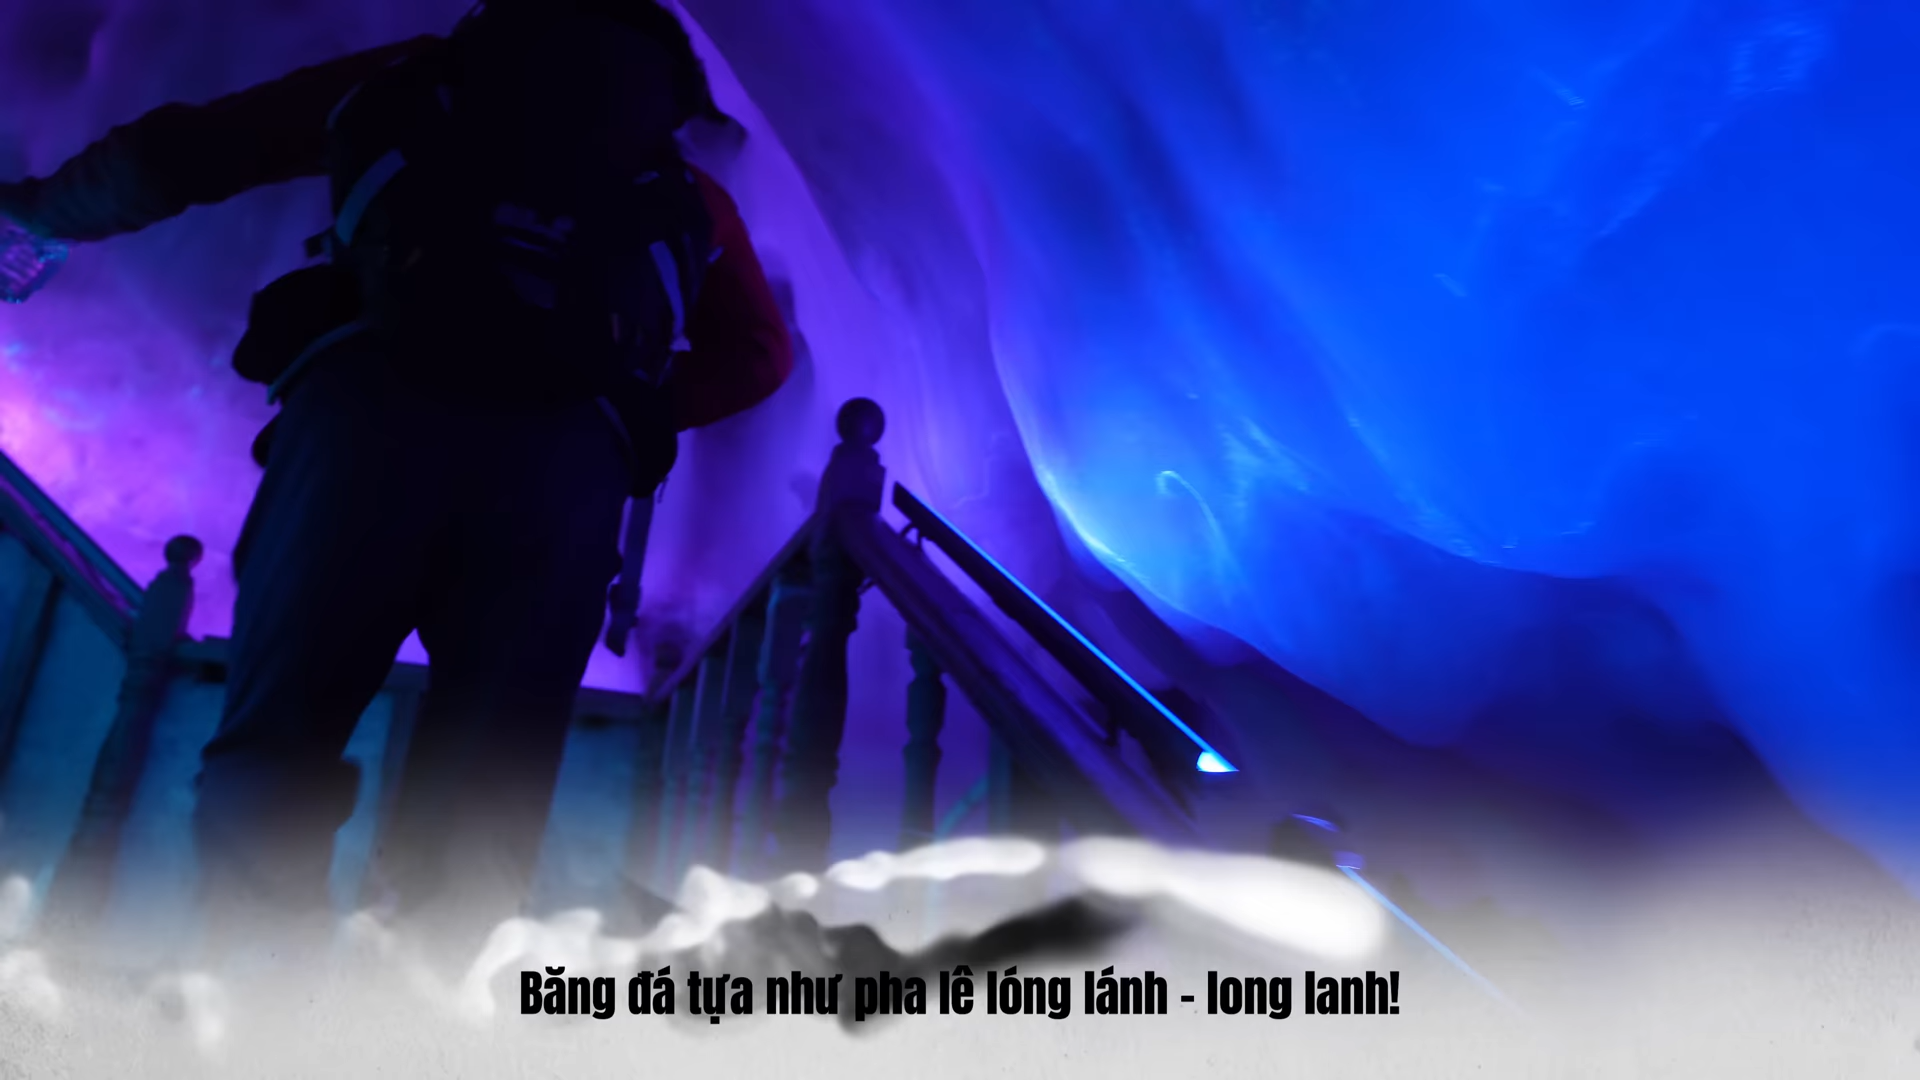 Băng đá tựa như pha lê lóng lánh - long lanh!